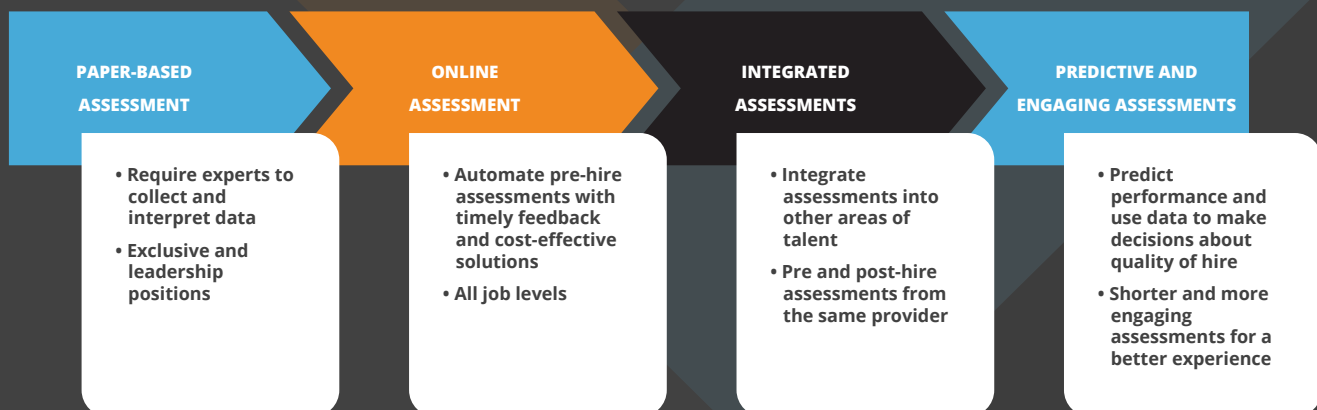 PAPER-BASED
ASSESSMENT
• Require experts to
collect and
interpret data
• Exclusive and
leadership
positions
ONLINE
ASSESSMENT
• Automate pre-hire
assessments with
timely feedback
and cost-effective
solutions
• All job levels
INTEGRATED
ASSESSMENTS
• Integrate
assessments into
other areas of
talent
• Pre and post-hire
assessments from
the same provider
PREDICTIVE AND
ENGAGING ASSESSMENTS
• Predict
performance and
use data to make
decisions about
quality of hire
• Shorter and more
engaging
assessments for a
better experience